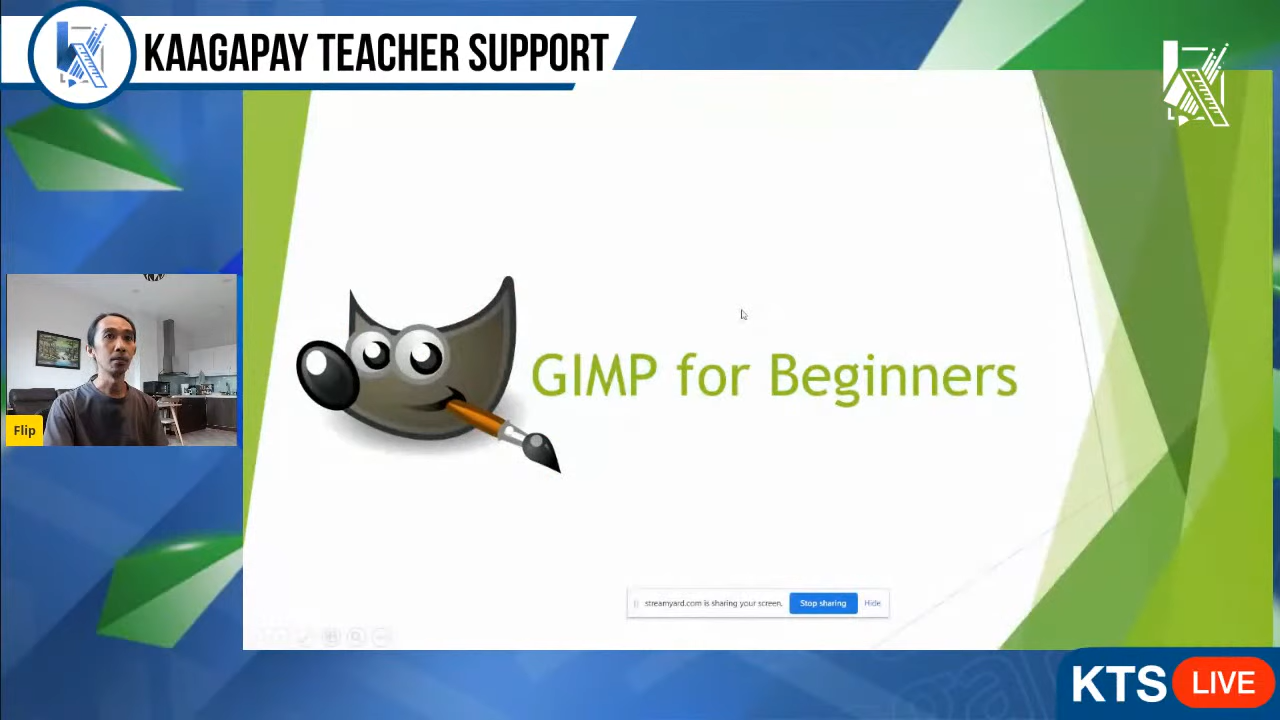 KAAGAPAY TEACHER SUPPORT
GIMP for Beginners
Flip
streamyard.com is sharing your screen.
Stop sharing
Hide
KTS LIVE